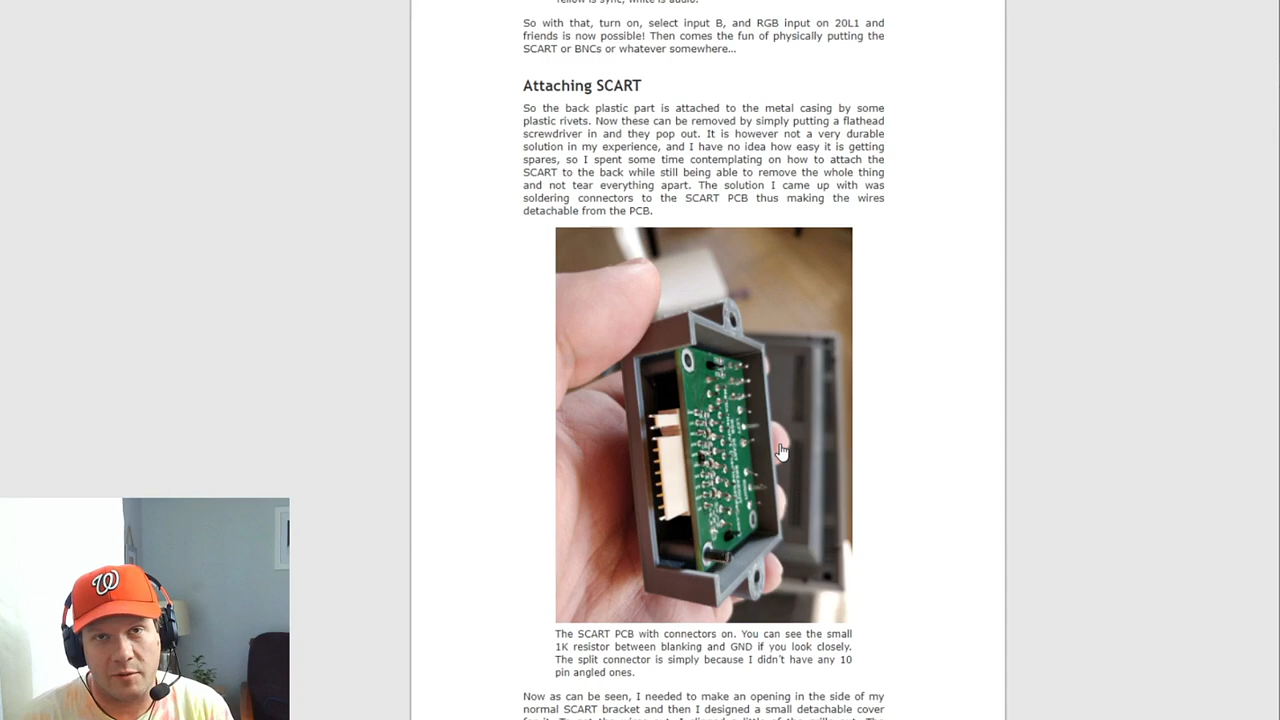 Yellow is sync, white is audio.
So with that, turn on, select input B, and RGB input on 20L1 and
friends is now possible! Then comes the fun of physically putting the
SCART or BNCs or whatever somewhere...
Attaching SCART
So the back plastic part is attached to the metal casing by some
plastic rivets. Now these can be removed by simply putting a flathead
screwdriver in and they pop out. It is however not a very durable
solution in my experience, and I have no idea how easy it is getting
spares, so I spent some time contemplating on how to attach the
SCART to the back while still being able to remove the whole thing
and not tear everything apart. The solution I came up with was
soldering connectors to the SCART PCB thus making the wires
detachable from the PCB.
The SCART PCB with connectors on. You can see the small
1K resistor between blanking and GND if you look closely.
The split connector is simply because I didn't have any 10
pin angled ones.
Now as can be seen, I needed to make an opening in the side of my
normal SCART bracket and then I designed a small detachable cover
W